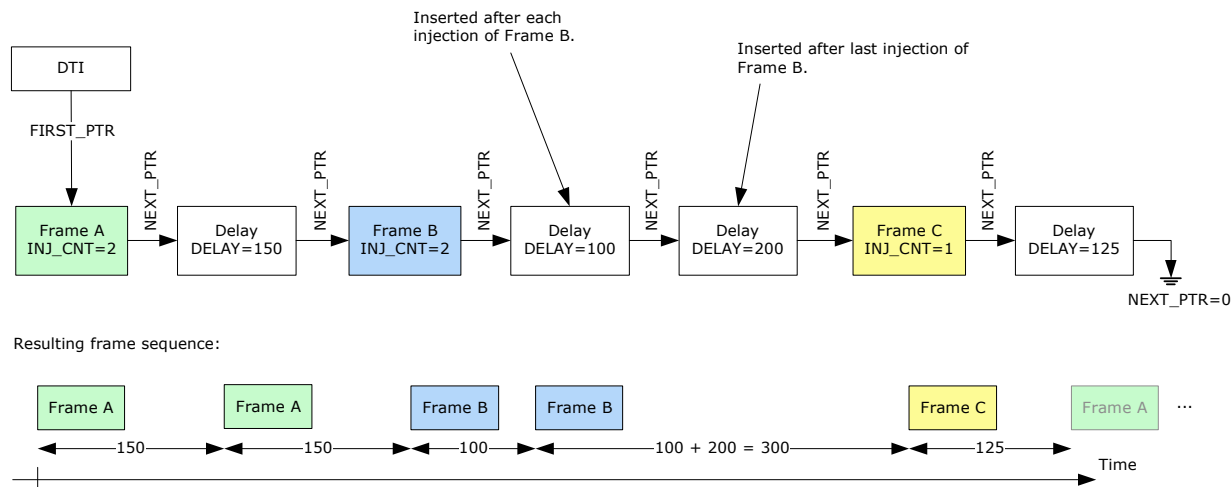 Inserted after each
injection of Frame B.
Inserted after last injection of
Frame B.
DTI
FIRST_PTR
NEXT_PTR
NEXT_PTR
NEXT_PTR
NEXT_PTR
NEXT_PTR
NEXT_PTR
Frame A
INJ_CNT=2
Delay
DELAY=150
Frame B
INJ_CNT=2
Delay
DELAY=100
Delay
DELAY=200
Frame C
INJ_CNT=1
Delay
DELAY=125
NEXT_PTR=0
Resulting frame sequence:
Frame A
Frame A
Frame B
Frame B
Frame C
Frame A
...
150
150
100
100 + 200 = 300
125
Time